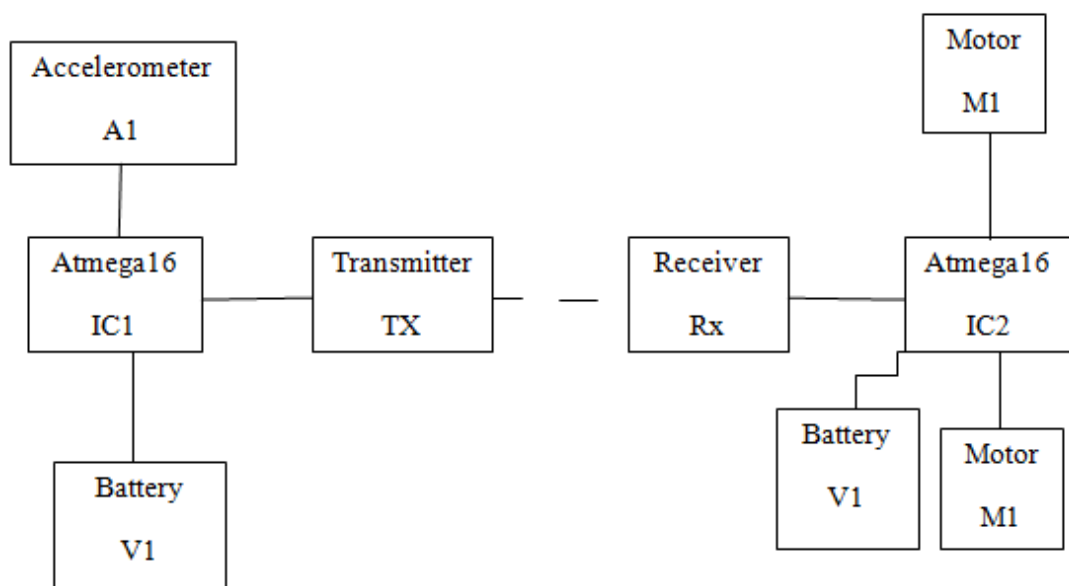 Accelerometer
A1
Motor
M1
Atmega16
IC1
Transmitter
TX
Receiver
Rx
Atmega16
IC2
Battery
V1
Battery
V1
Motor
M1